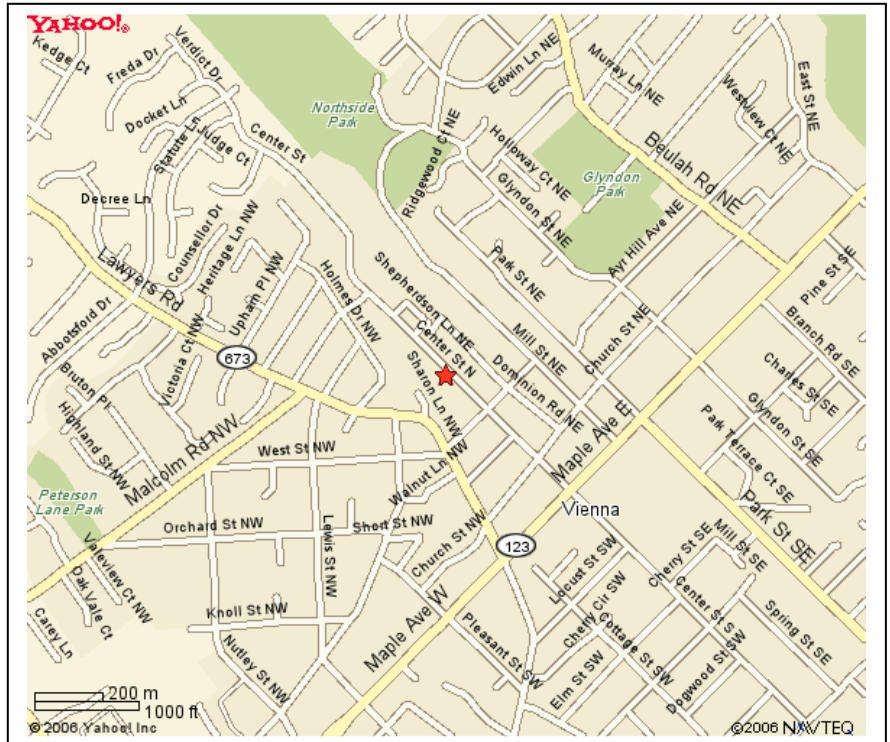 YAHOO!®
Kedge Ct
Freda Dr
Verdict Dr
Docket Ln
Statute Ln
Judge Ct
Center St
Decree Ln
Counsellor Dr
Heritage Ln NW
Lawyers Rd
Upham Pl NW
Holmes Dr NW
Abbotsford Dr
Victoria Ct NW
673
Bruton Pl
Highland St NW
Malcolm Rd NW
Northside
Park
Ridgewood Ct NE
Edwin Ln NE
Murray Ln NE
Westview Ct NE
East St NE
Holloway Ct NE
Glyndon St NE
Glyndon
Park
Beulah Rd NE
Ayr Hill Ave NE
Park St NE
Shepherdson Ln NE
Center St N
Mill St NE
Church St NE
Dominion Rd NE
Sharon Ln NW
Pine St SE
Branch Rd SE
Chanes St SE
Glyndon St SE
Park Terrace Ct SE
Maple Ave E
Park St SE
Vienna
West St NW
Walnut Ln NW
Peterson
Lane Park
Orchard St NW
Short St NW
Lewis St NW
Church St NW
123
Valeview Ct NW
Oak Vale Ct
Carey Ln
Knoll St NW
Nutley St NW
Maple Ave W
Pleasant St SW
Locust St SW
Cherry Cir SW
Cottage St SW
Elm St SW
Cherry St SE
Mill St SE
Center St S
Dogwood St SW
Spring St SE
200 m
1000 ft
©2006 Yahoo! Inc
©2006 NAVTEQ